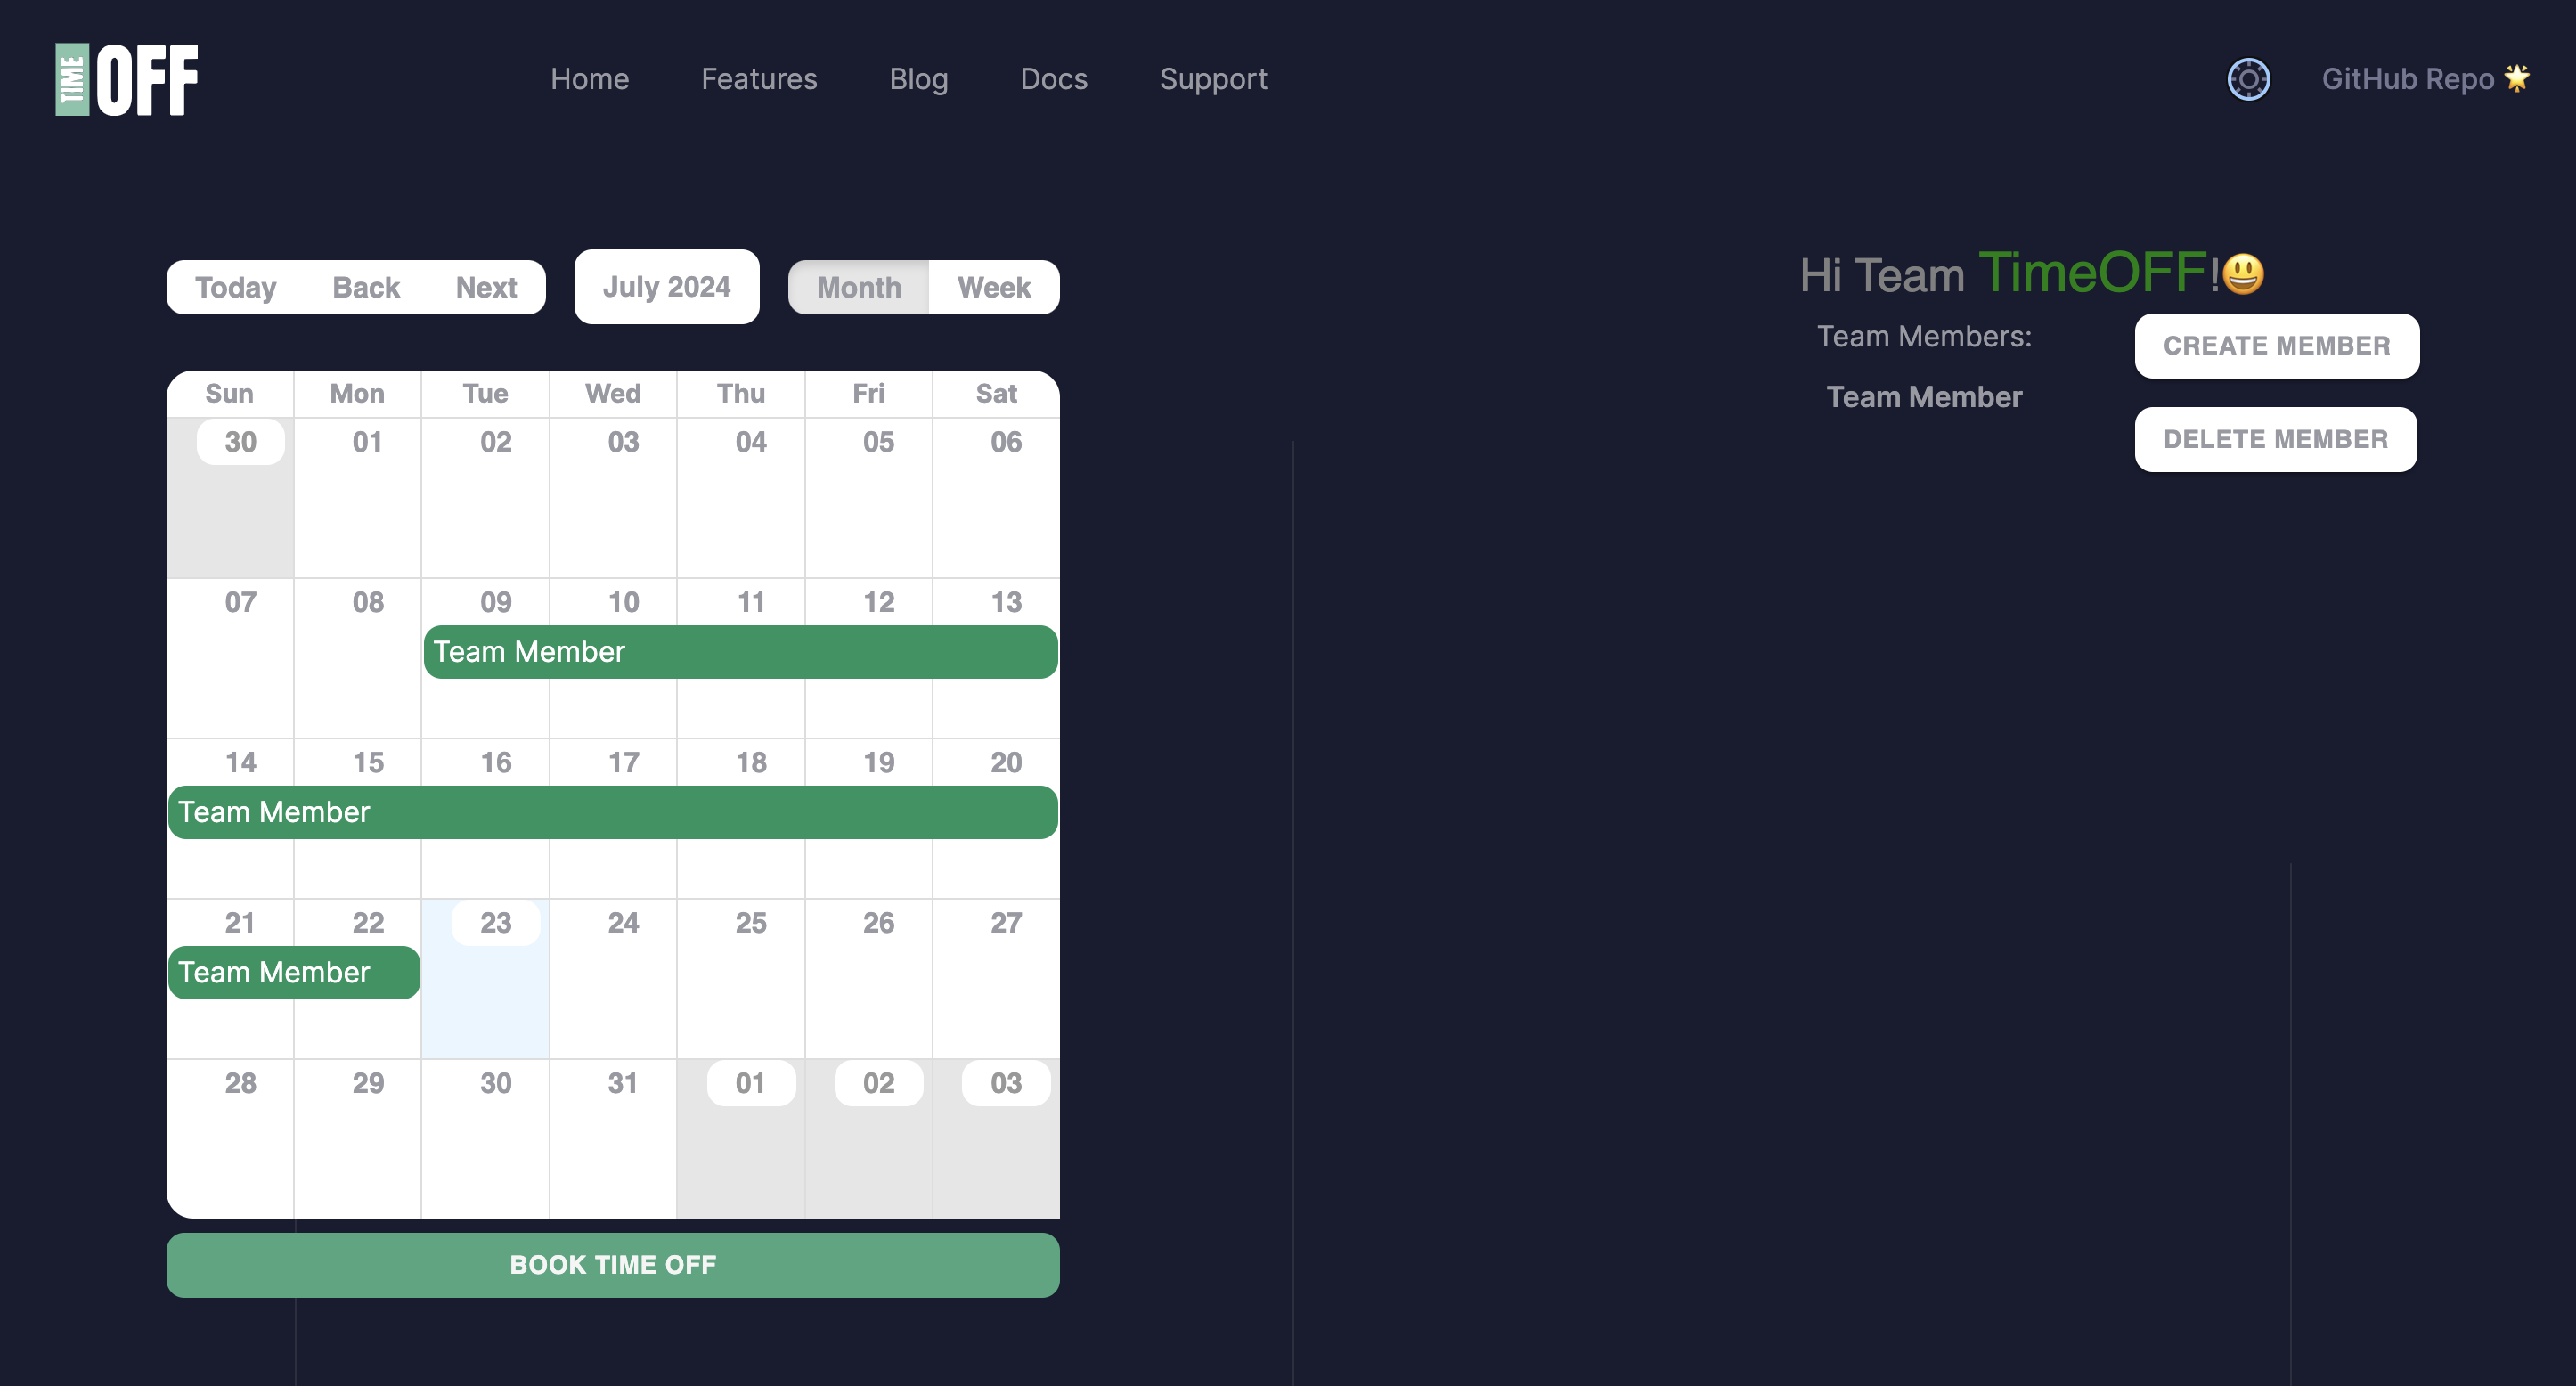 TIME OFF
Home Features Blog Docs Support
GitHub Repo 🌟
Today Back Next
July 2024
Month Week
Sun Mon Tue Wed Thu Fri Sat
30 01 02 03 04 05 06
07 08 09 10 11 12 13
Team Member
14 15 16 17 18 19 20
Team Member
21 22 23 24 25 26 27
Team Member
28 29 30 31 01 02 03
BOOK TIME OFF
Hi Team TimeOFF!😃
Team Members:
Team Member
CREATE MEMBER
DELETE MEMBER